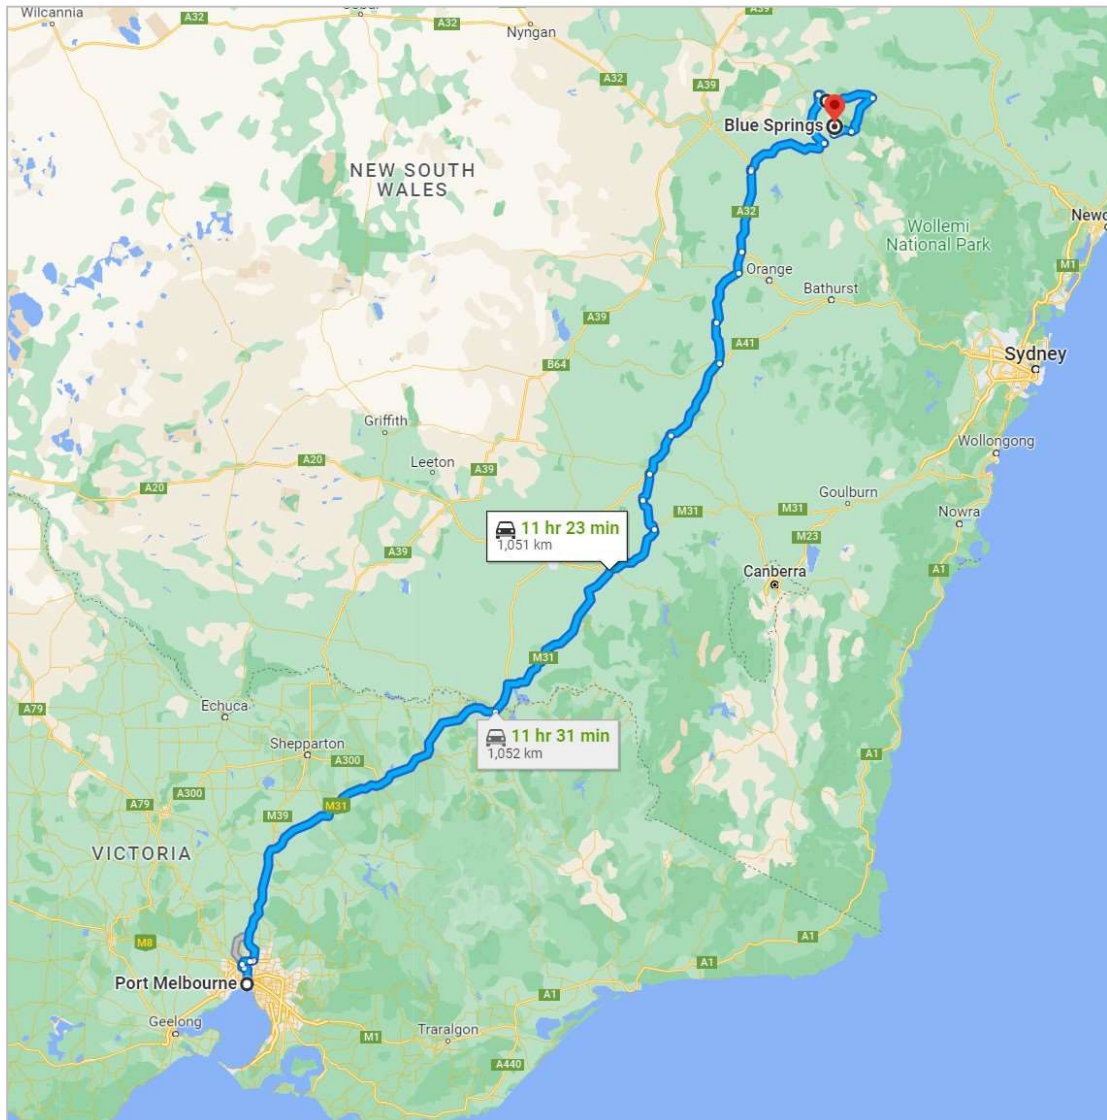 Wilcannia
A32
A32
Nyngan
A39
A32
A39
Blue Springs
NEW SOUTH
WALES
A32
Wollemi
National Park
Newc
M1
Orange
Bathurst
A39
B64
A41
Sydney
Griffith
Leeton
Wollongong
A20
A39
A20
Goulburn
Nowra
M31
M31
11 hr 23 min
1,051 km
M23
A39
Canberra
A1
M31
A79
Echuca
11 hr 31 min
1,052 km
Shepparton
A300
A1
A79
A300
M39
M31
VICTORIA
M8
A1
A1
Port Melbourne
A1
Geelong
Traralgon
M1
A440